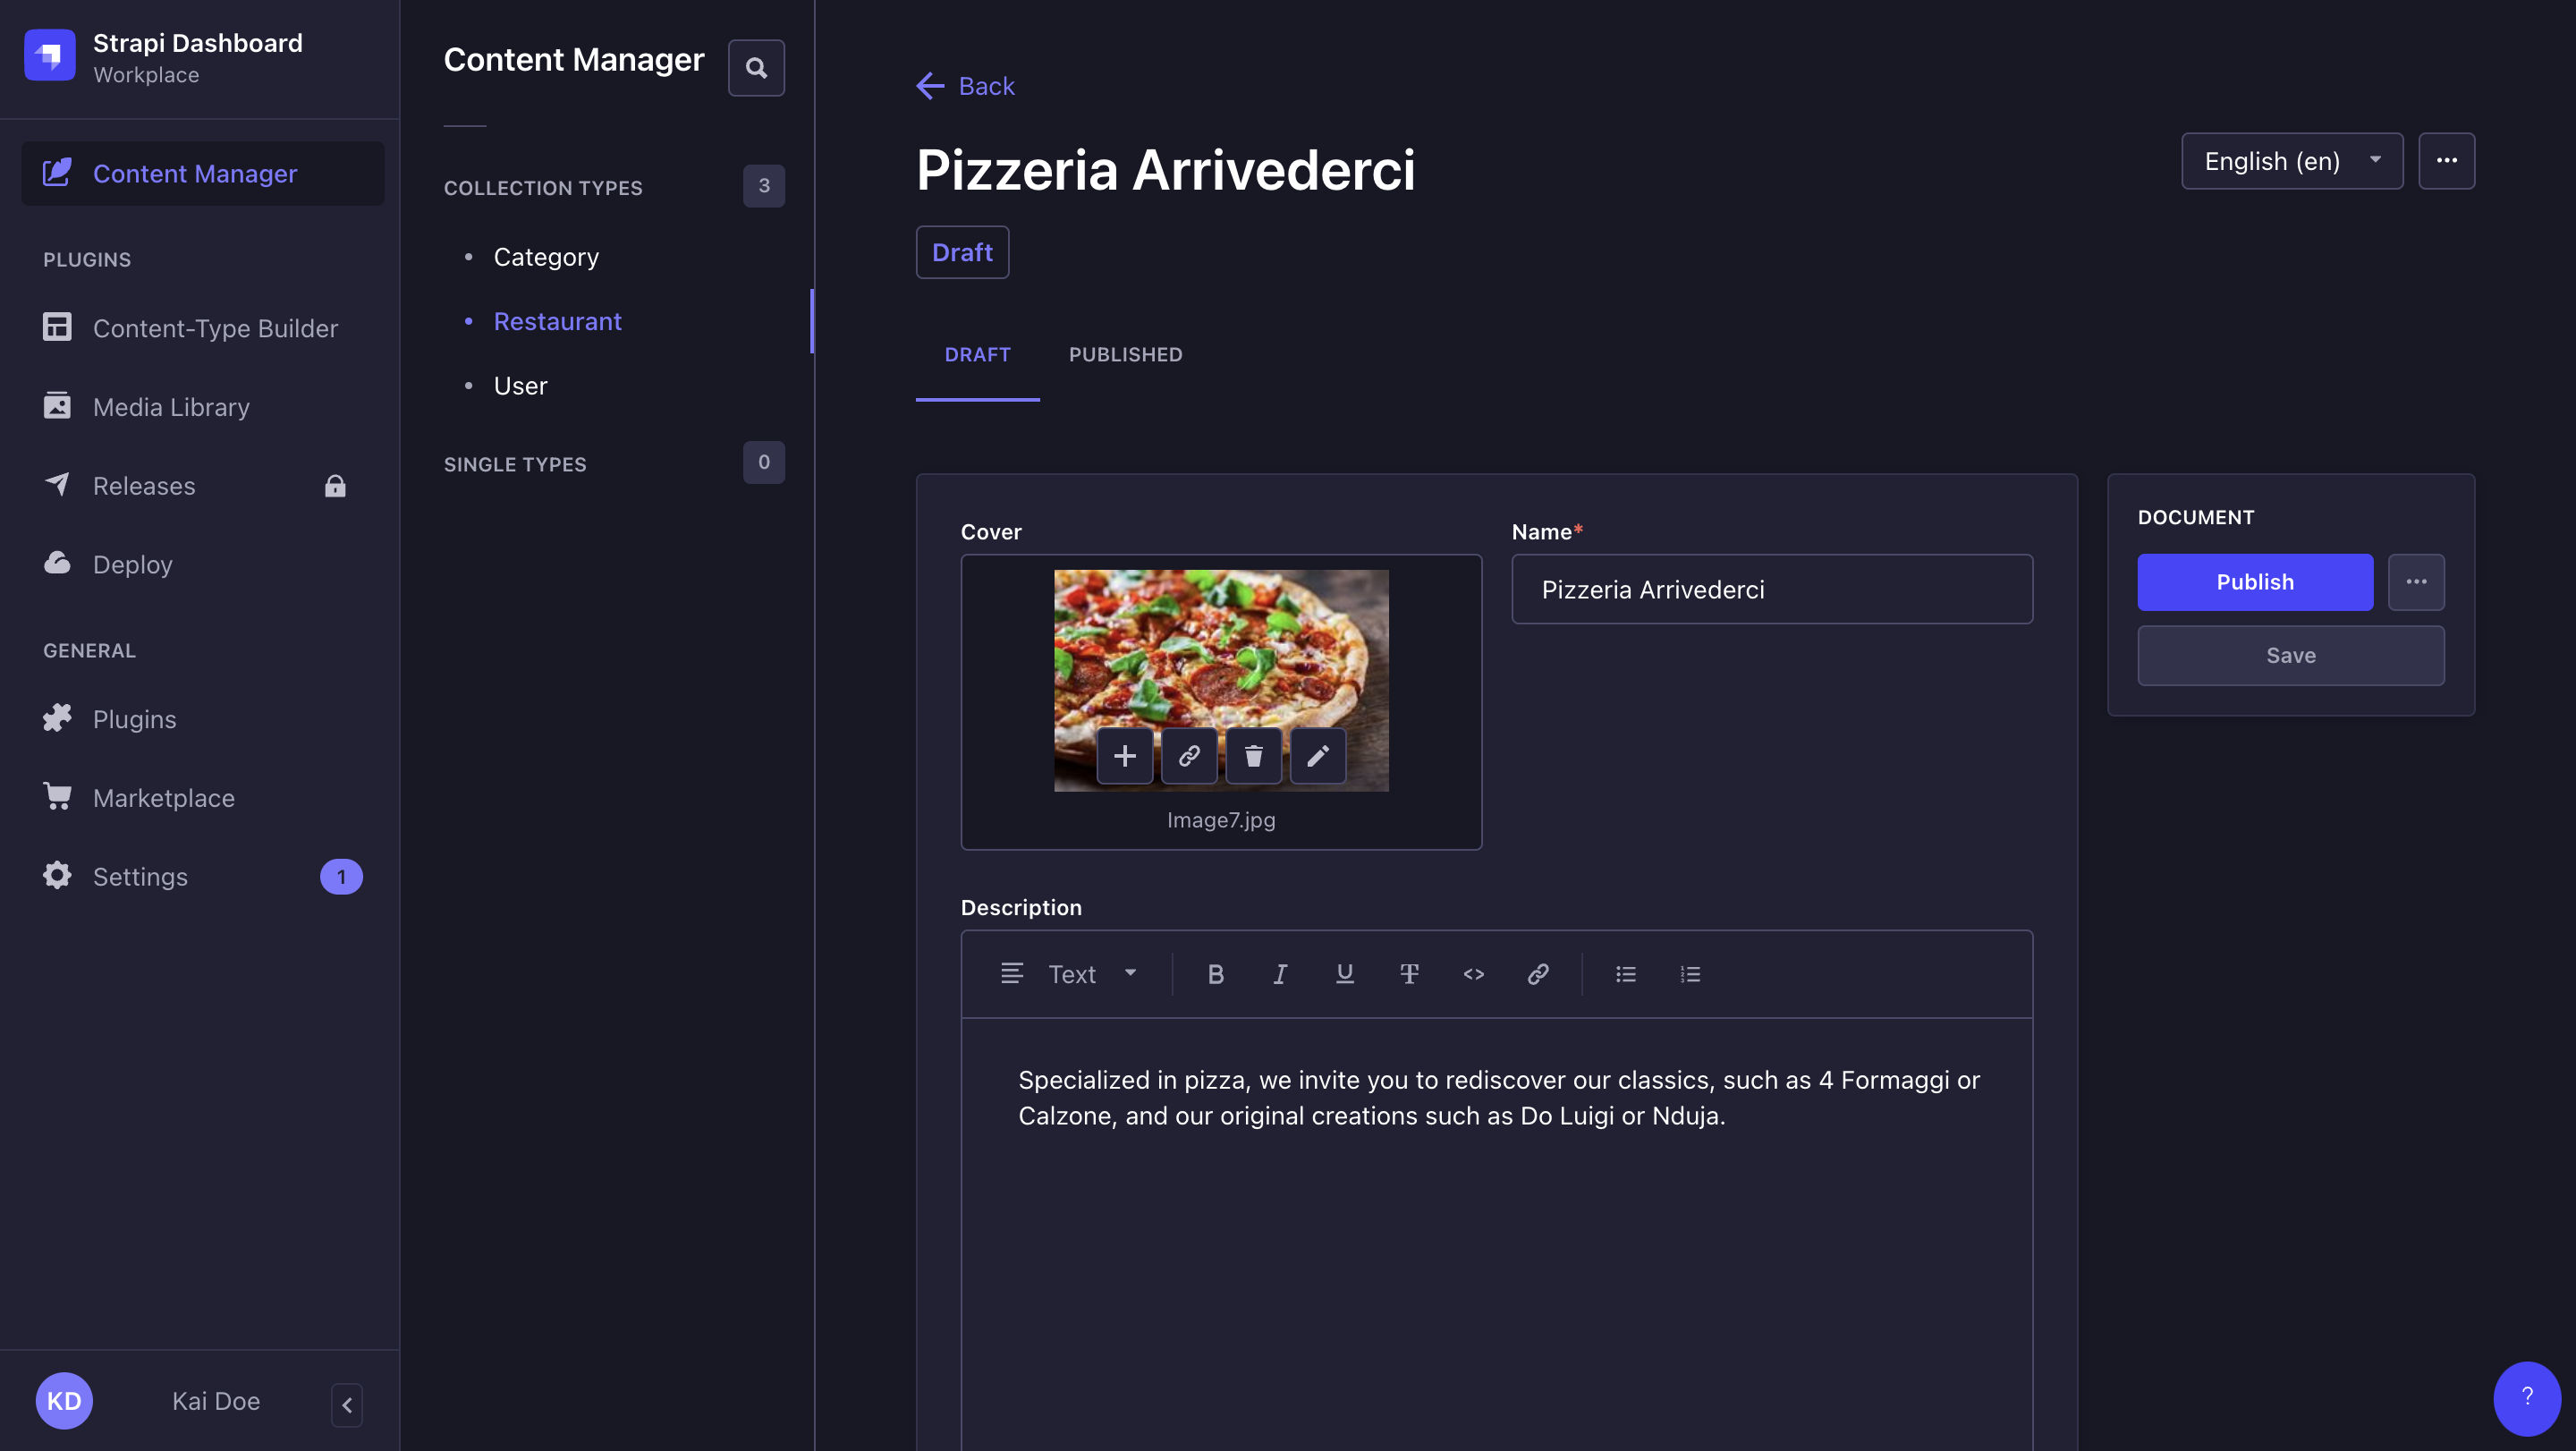 Strapi Dashboard
Workplace
Content Manager
PLUGINS
Content-Type Builder
Media Library
Releases
Deploy
GENERAL
Plugins
Marketplace
Settings
1
KD
Kai Doe
Content Manager
COLLECTION TYPES
3
Category
Restaurant
User
SINGLE TYPES
0
Back
Pizzeria Arrivederci
English (en)
Draft
DRAFT
PUBLISHED
Cover
Image7.jpg
Name*
Pizzeria Arrivederci
Description
Text
Specialized in pizza, we invite you to rediscover our classics, such as 4 Formaggi or
Calzone, and our original creations such as Do Luigi or Nduja.
DOCUMENT
Publish
Save
?